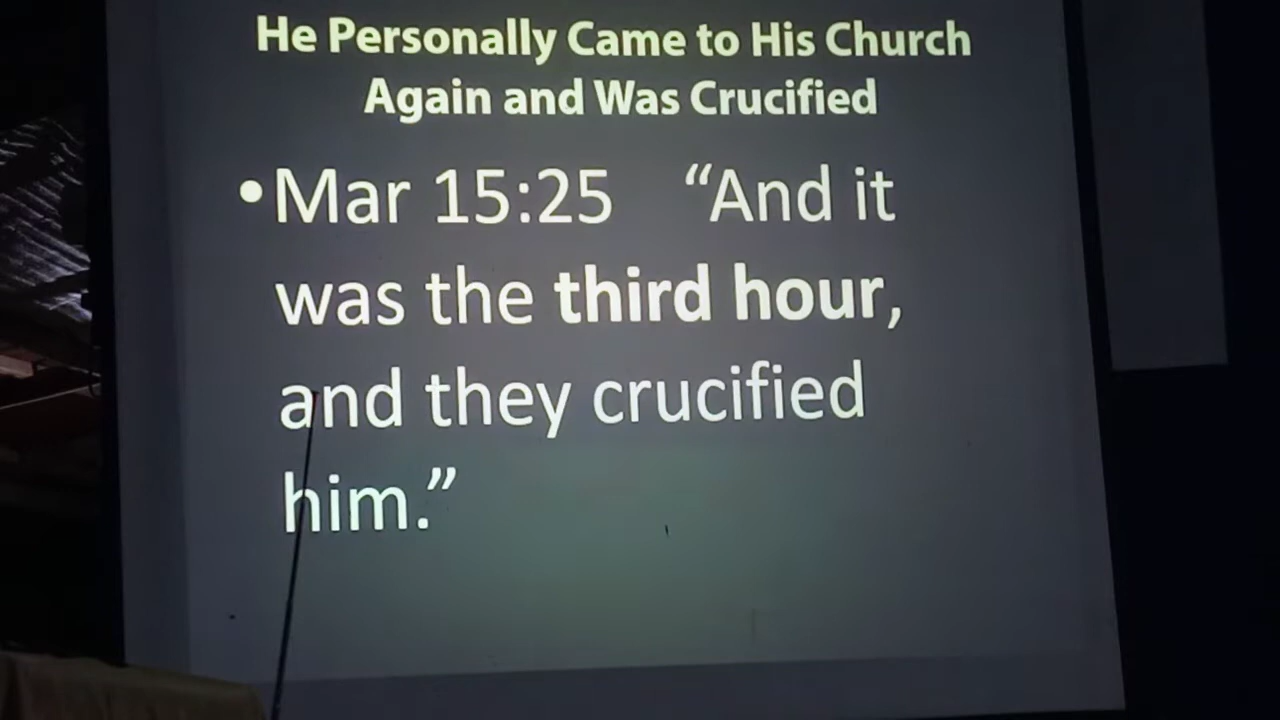 He Personally Came to His Church
Again and Was Crucified
•Mar 15:25 “And it
was the third hour,
and they crucified
him.”